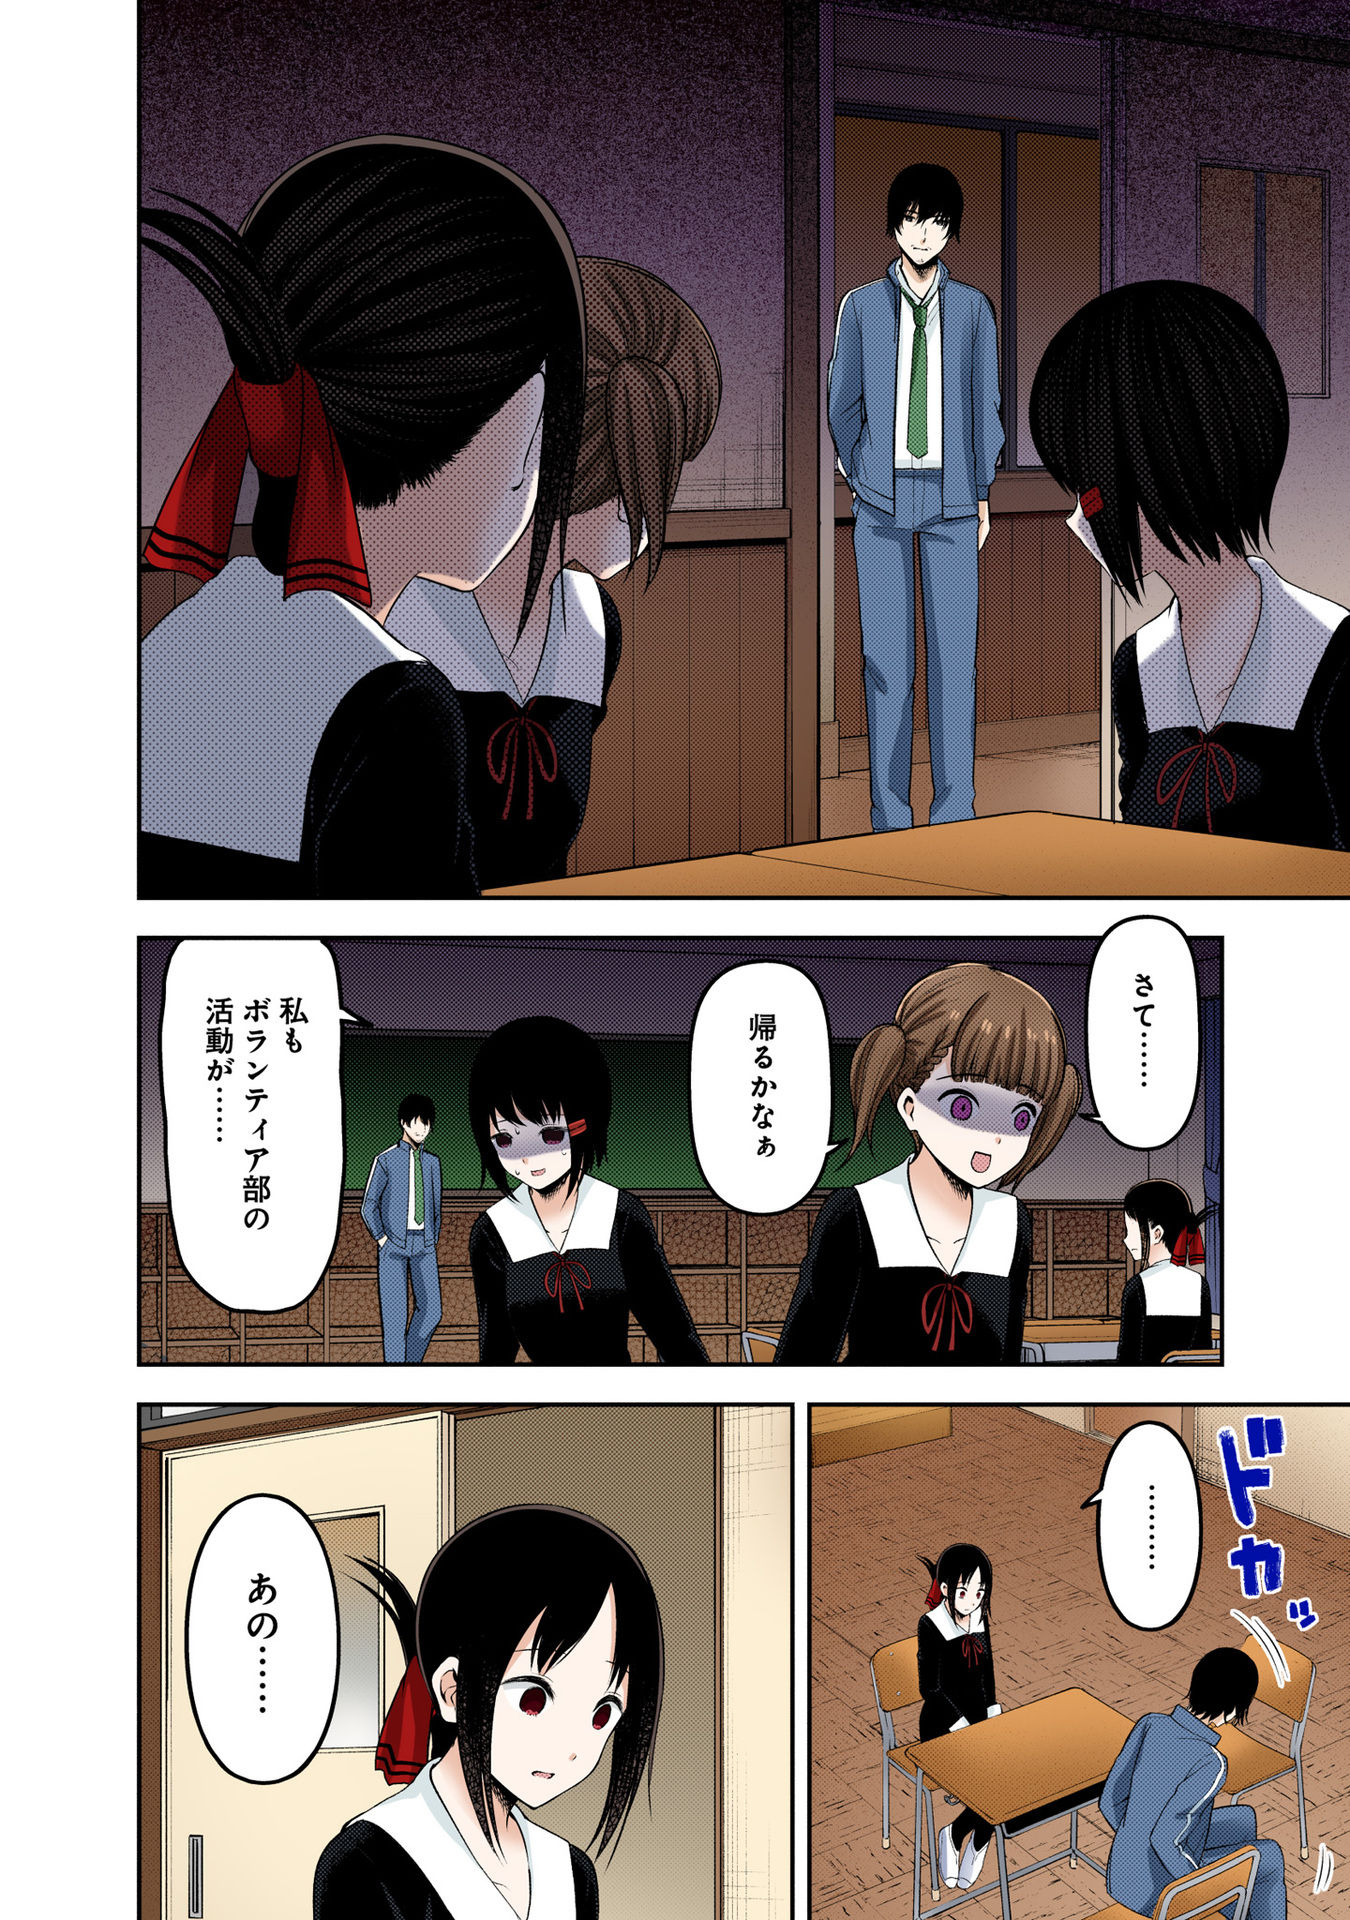 さて……
帰るかなぁ
私も
ボランティア部の
活動が……
………
ドカッ
あの……